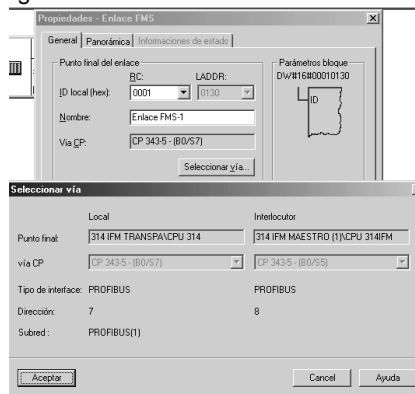 Propiedades - Enlace FMS
General Panorámica Informaciones de estado
Punto final del enlace
Parámetros bloque
RC: LADDR:
DW#16#00010130
ID local (hex): 0001 0130
ID
Nombre: Enlace FMS-1
Vía CP: CP 343-5 - (B0/S7)
Seleccionar vía...
Seleccionar vía
Local Interlocutor
Punto final: 314 IFM TRANSPA\CPU 314 314 IFM MAESTRO (1)\CPU 314IFM
vía CP CP 343-5 - (B0/S7) CP 343-5 - (B0/S5)
Tipo de interface: PROFIBUS PROFIBUS
Dirección: 7 8
Subred : PROFIBUS(1)
Aceptar Cancel Ayuda